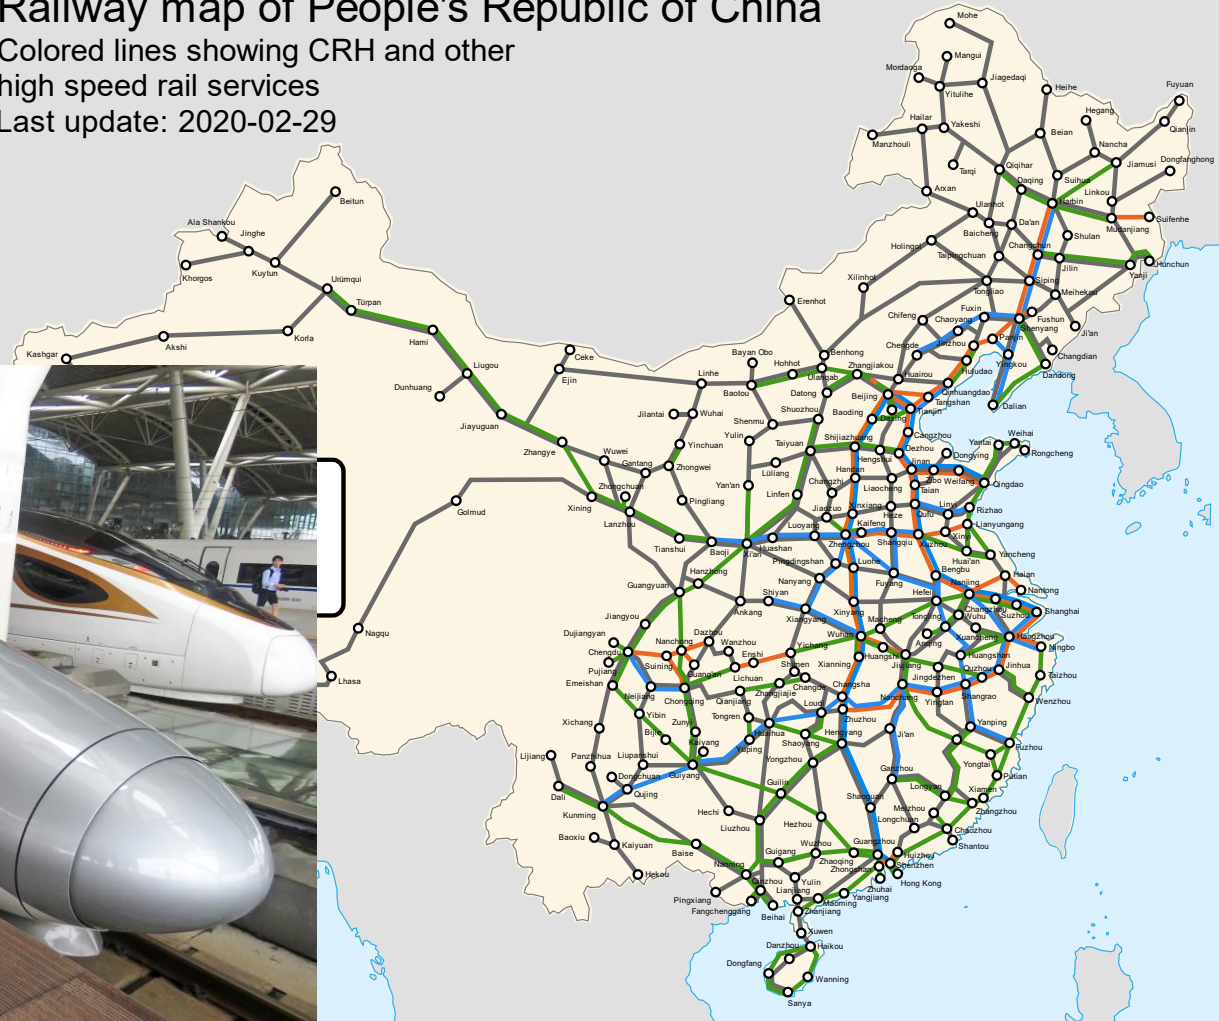 Railway map of People's Republic of China
Colored lines showing CRH and other
high speed rail services
Last update: 2020-02-29
Mohe
Mangui
Mordaoga
Jiagedaqi
Yitulihe
Heihe
Fuyuan
Hegang
Hailar
Yakeshi
Qianjin
Manzhouli
Beian
Nancha
Jiamusi
Dongfanghong
Tarqi
Qiqihar
Daqing
Suihua
Linkou
Arxan
Harbin
Ulanhot
Da'an
Mudanjiang
Suifenhe
Baicheng
Shulan
Holingol
Changchun
Taipingchuan
Jilin
Yanji
Hunchun
Xilinhot
Tongliao
Siping
Meihekou
Erenhot
Fuxin
Chifeng
Chaoyang
Fushun
Shenyang
Ji'an
Jinzhou
Panjin
Chengde
Yingkou
Changdian
Huludao
Dandong
Beitun
Ala Shankou
Jinghe
Khorgos
Kuytun
Urümqui
Türpan
Korla
Hami
Kashgar
Akshi
Liugou
Dunhuang
Jiayuguan
Ceke
Ejin
Bayan Obo
Linhe
Hohhot
Benhong
Ulanqab
Zhangjiakou
Huairou
Baotou
Datong
Beijing
Qinhuangdao
Tangshan
Dalian
Jilantai
Wuhai
Shuozhou
Baoding
Daxing
Tianjin
Shenmu
Weihai
Yantai
Rongcheng
Yulin
Taiyuan
Shijiazhuang
Cangzhou
Yinchuan
Zhangye
Wuwei
Gantang
Zhongwei
Hengshui
Dezhou
Dongying
Jinan
Zibo
Weifang
Qingdao
Lüliang
Handan
Zhongchuan
Pingliang
Yan'an
Changzhi
Liaocheng
Taian
Linfen
Golmud
Xining
Lanzhou
Jiaozuo
Xinxiang
Heze
Qufu
Linyi
Rizhao
Luoyang
Kaifeng
Lianyungang
Tianshui
Baoji
Xi'an
Huashan
Zhengzhou
Shangqiu
Xuzhou
Xinyi
Pingdingshan
Luohe
Huai'an
Yancheng
Hanzhong
Bengbu
Guangyuan
Nanyang
Fuyang
Nanjing
Haian
Shiyan
Hefei
Nantong
Ankang
Xiangyang
Xinyang
Changzhou
Suzhou
Shanghai
Nagqu
Jiangyou
Macheng
Tongling
Wuhu
Dujiangyan
Nanchong
Dazhou
Wanzhou
Yichang
Wuhan
Anqing
Xuancheng
Hangzhou
Ningbo
Chengdu
Enshi
Huangshi
Huangshan
Suining
Guang'an
Shimen
Xianning
Jiujiang
Quzhou
Jinhua
Pujiang
Lichuan
Jingdezhen
Taizhou
Lhasa
Emeishan
Zhangjiajie
Changde
Changsha
Neijiang
Chongqing
Qianjiang
Nanchang
Shangrao
Wenzhou
Loudi
Yingtan
Yibin
Tongren
Zhuzhou
Xichang
Zunyi
Huaihua
Yanping
Bijie
Yuping
Shaoyang
Hengyang
Ji'an
Kaiyang
Fuzhou
Lijiang
Panzhihua
Liupanshui
Yongzhou
Yongtai
Dongchuan
Guiyang
Ganzhou
Putian
Guilin
Longyan
Xiamen
Dali
Qujing
Shaoguan
Zhangzhou
Hechi
Meizhou
Kunming
Liuzhou
Hezhou
Longchuan
Chaozhou
Baoxiu
Kaiyuan
Baise
Wuzhou
Guangzhou
Shantou
Guigang
Zhaoqing
Huizhou
Nanning
Zhongshan
Shenzhen
Hekou
Qinzhou
Yulin
Zhuhai
Hong Kong
Pingxiang
Lianjiang
Yangjiang
Fangchenggang
Maoming
Beihai
Zhanjiang
Xuwen
Danzhou
Haikou
Dongfang
Wanning
Sanya